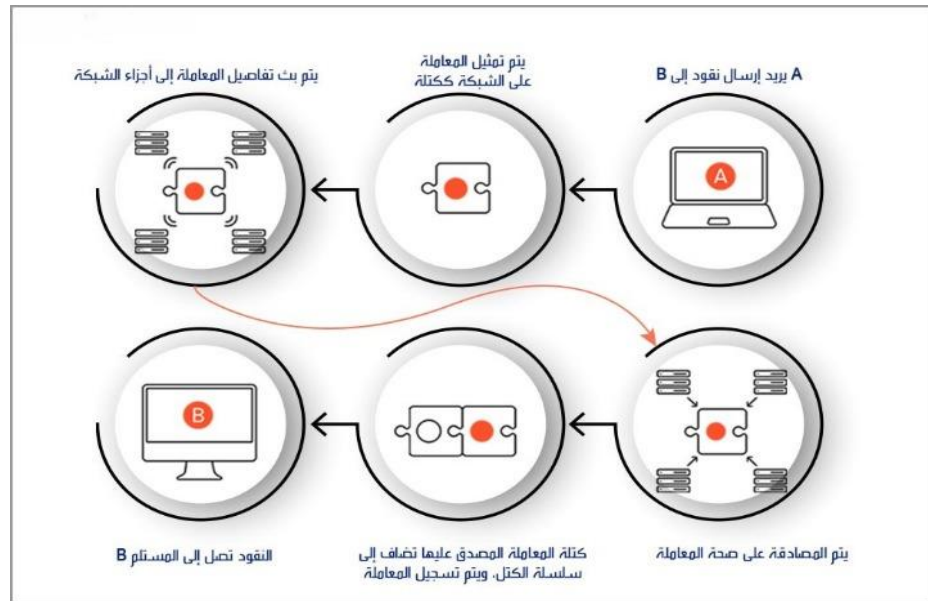 A يريد إرسال نقود إلى B
يتم تمثيل المعاملة
على الشبكة ككتلة
يتم بث تفاصيل المعاملة إلى أجزاء الشبكة
A
B
يتم المصادقة على صحة المعاملة
كتلة المعاملة المصدق عليها تضاف إلى
سلسلة الكتل، ويتم تسجيل المعاملة
النقود تصل إلى المستلم B